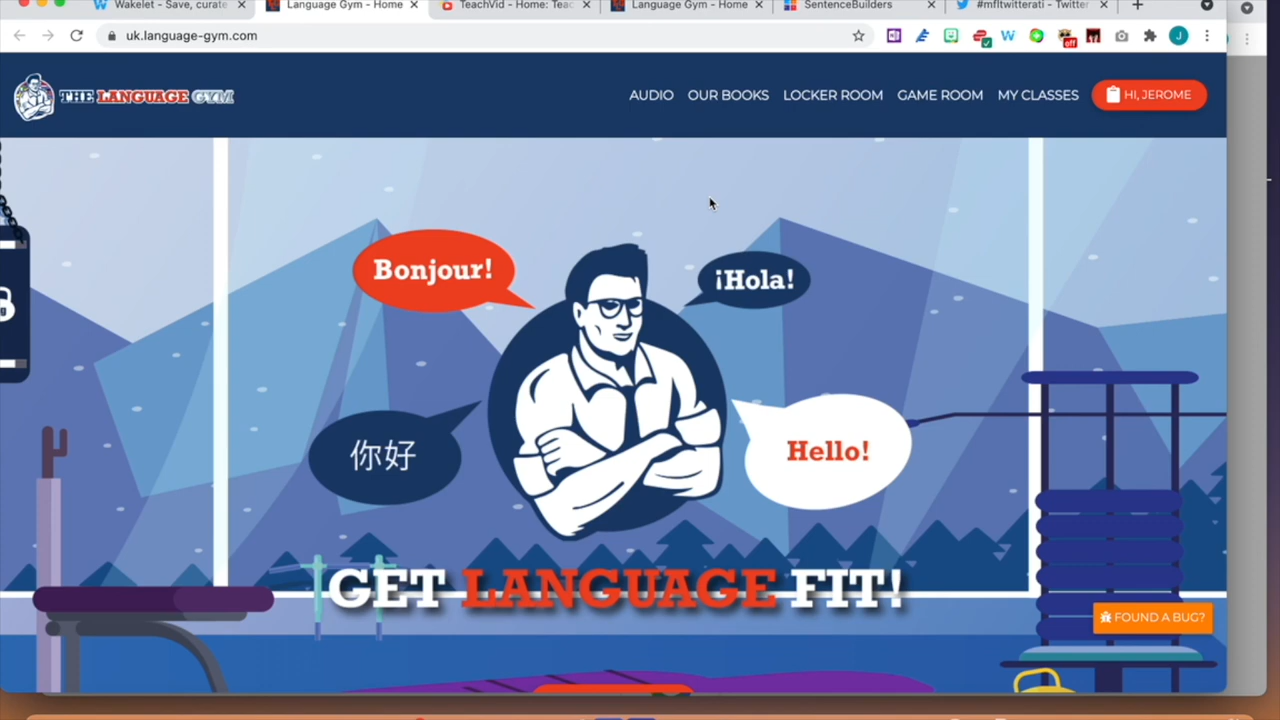 Wakelet - Save, curate
Language Gym - Home
TeachVid - Home: Teac
Language Gym - Home
SentenceBuilders
#mfltwitterati - Twitter
uk.language-gym.com
off
J
THE LANGUAGE GYM
AUDIO
OUR BOOKS
LOCKER ROOM
GAME ROOM
MY CLASSES
HI, JEROME
Bonjour!
¡Hola!
你好
Hello!
GET LANGUAGE FIT!
FOUND A BUG?